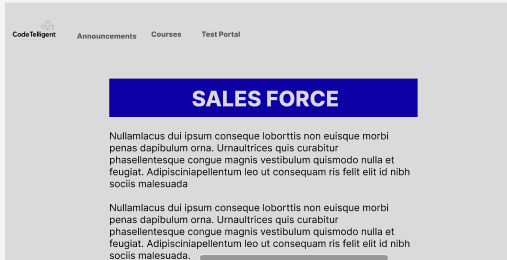 CodeTelligent
Announcements
Courses
Test Portal
SALES FORCE
Nullamlacus dui ipsum conseque loborttis non euisque morbi
penas dapibulum orna. Urnaultrices quis curabitur
phasellentesque congue magnis vestibulum quismodo nulla et
feugiat. Adipisciniapellentum leo ut consequam ris felit elit id nibh
sociis malesuada
Nullamlacus dui ipsum conseque loborttis non euisque morbi
penas dapibulum orna. Urnaultrices quis curabitur
phasellentesque congue magnis vestibulum quismodo nulla et
feugiat. Adipisciniapellentum leo ut consequam ris felit elit id nibh
sociis malesuada.